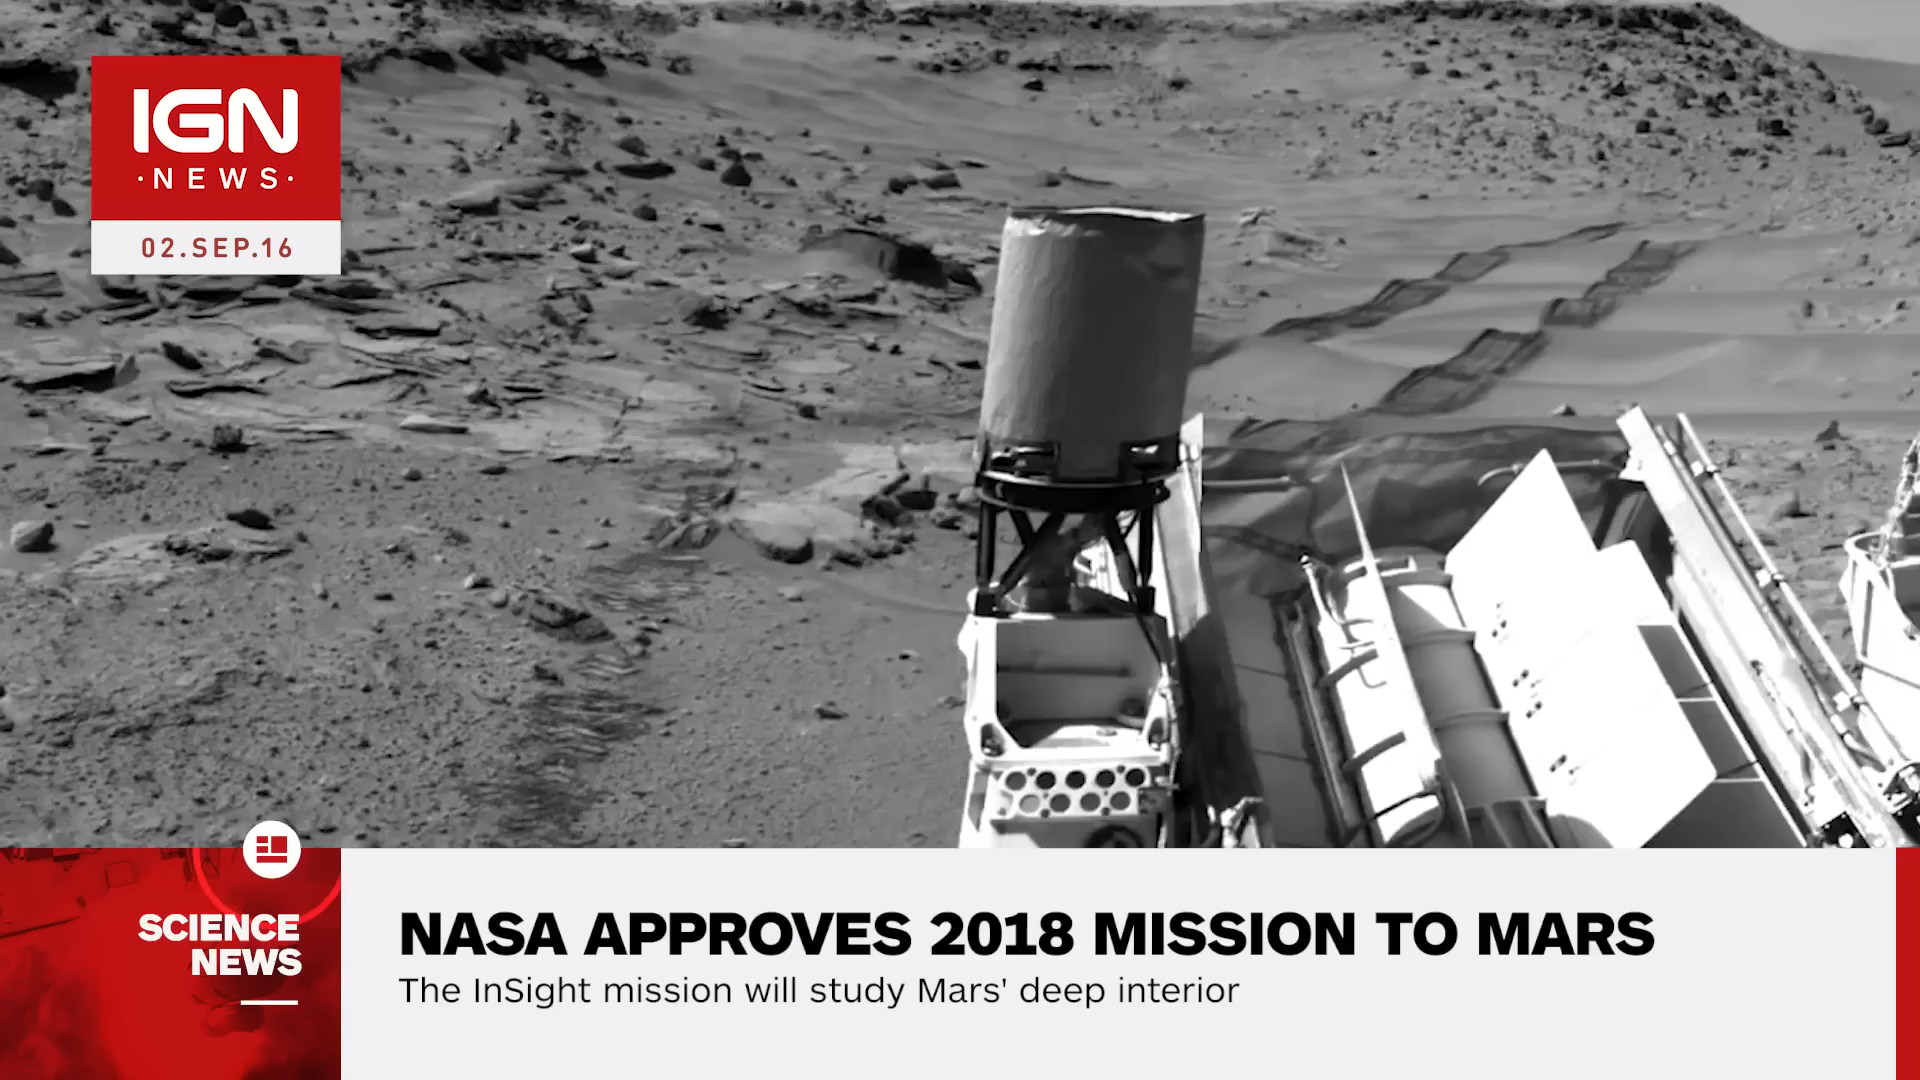 IGN
·NEWS·
02.SEP.16
SCIENCE
NEWS
NASA APPROVES 2018 MISSION TO MARS
The InSight mission will study Mars' deep interior